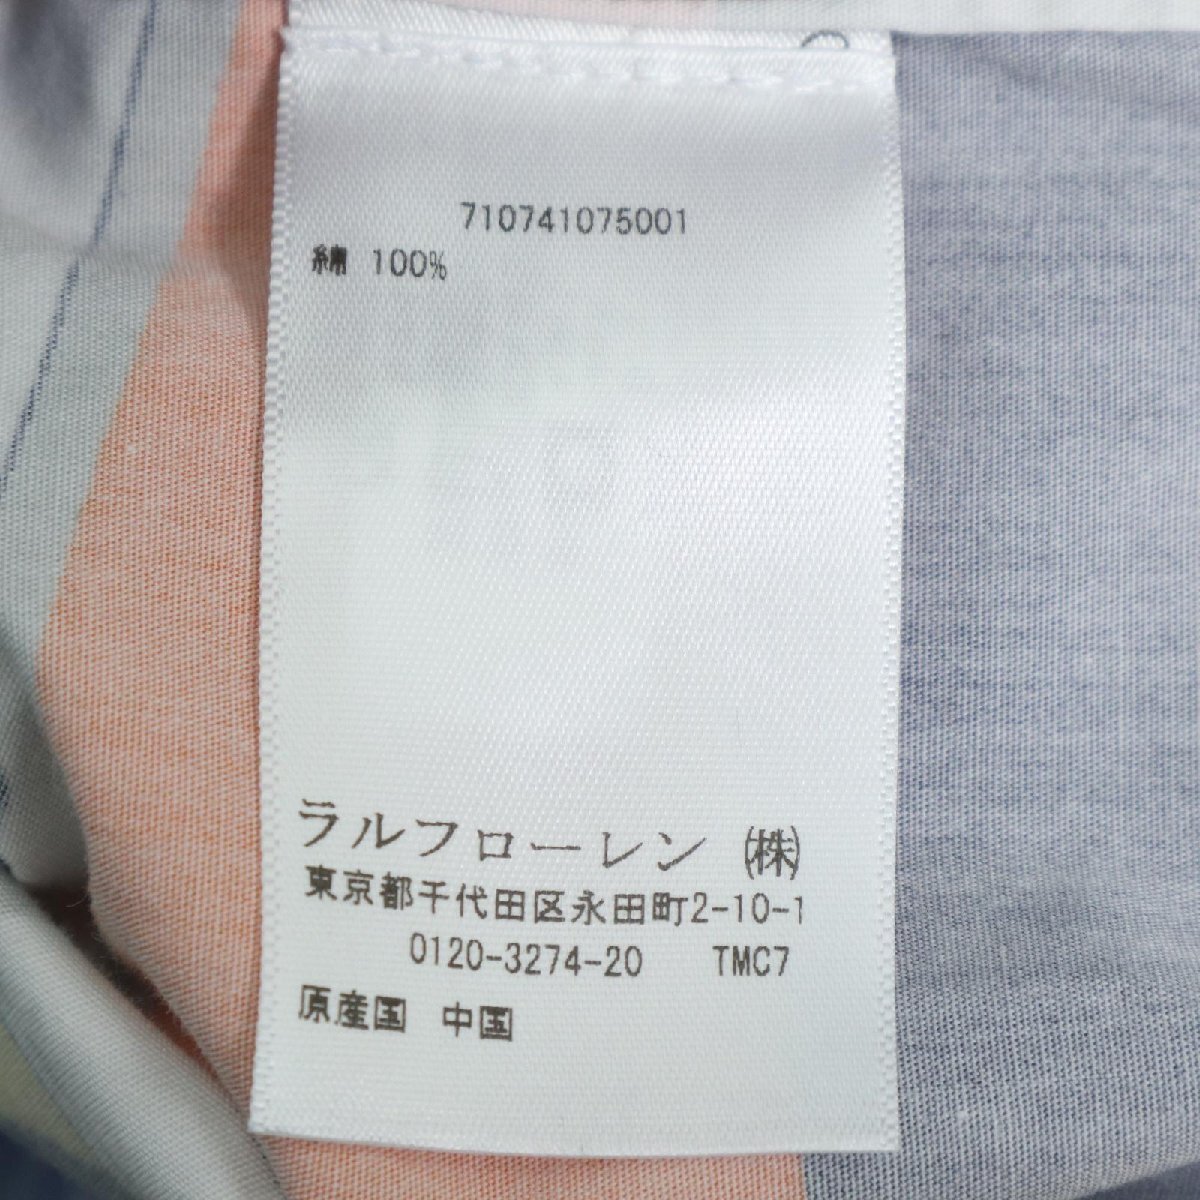 710741075001
綿 100%
ラルフローレン ㈱
東京都千代田区永田町2-10-1
0120-3274-20 TMC7
原産国 中国